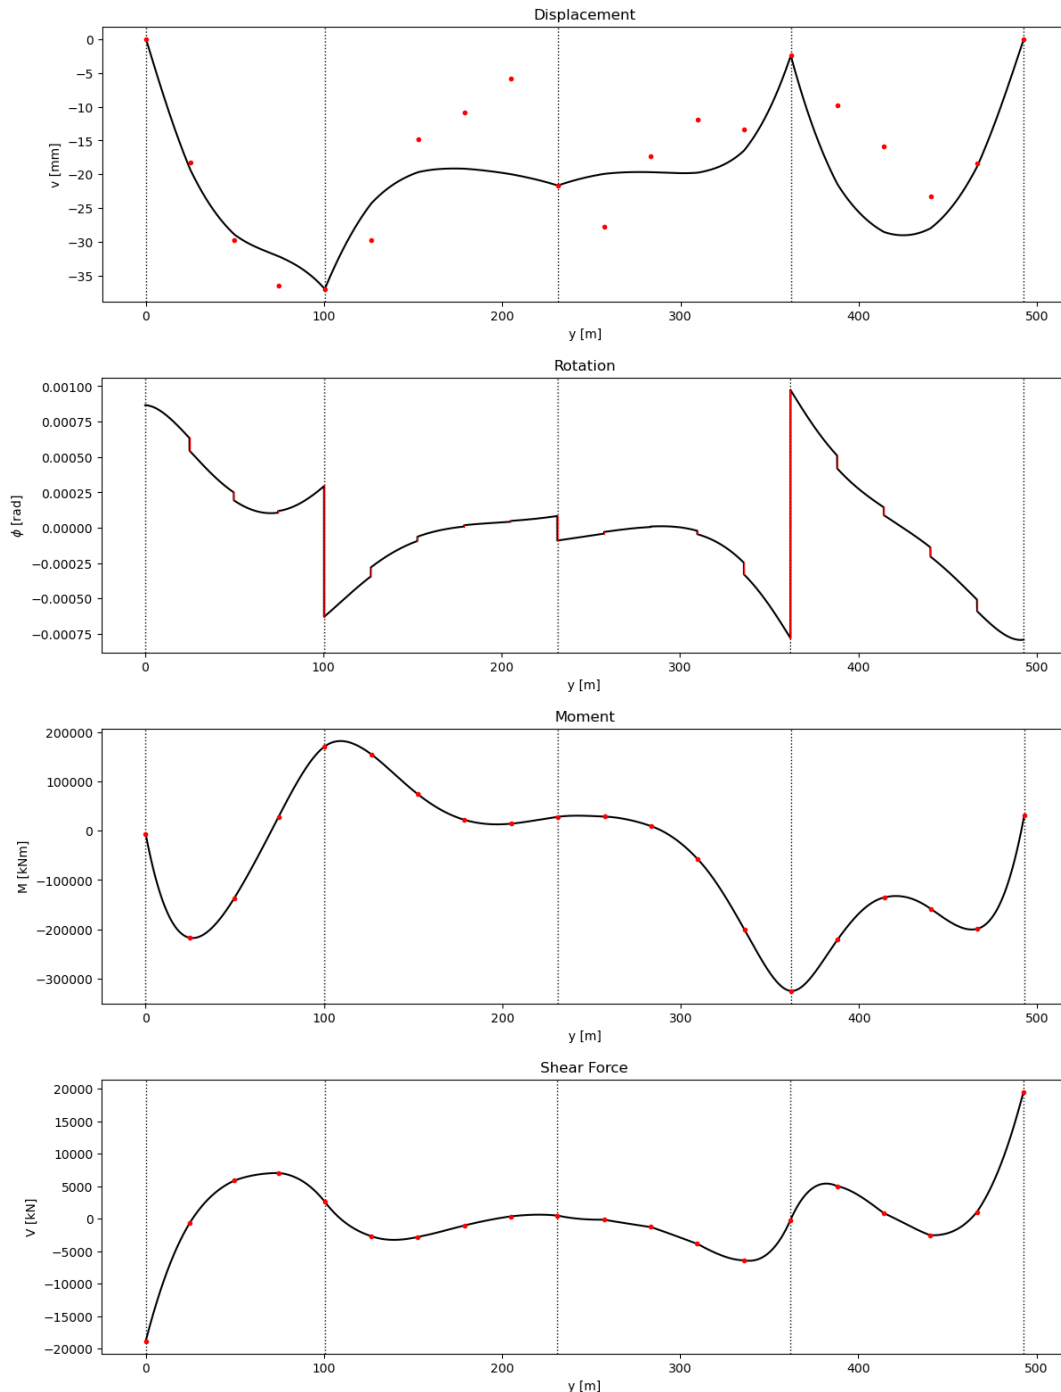 Displacement
0
−5
−10
−15
−20
−25
−30
−35
v [mm]
0 100 200 300 400 500
y [m]
Rotation
0.00100
0.00075
0.00050
0.00025
0.00000
−0.00025
−0.00050
−0.00075
ϕ [rad]
0 100 200 300 400 500
y [m]
Moment
200000
100000
0
−100000
−200000
−300000
M [kNm]
0 100 200 300 400 500
y [m]
Shear Force
20000
15000
10000
5000
0
−5000
−10000
−15000
−20000
V [kN]
0 100 200 300 400 500
y [m]